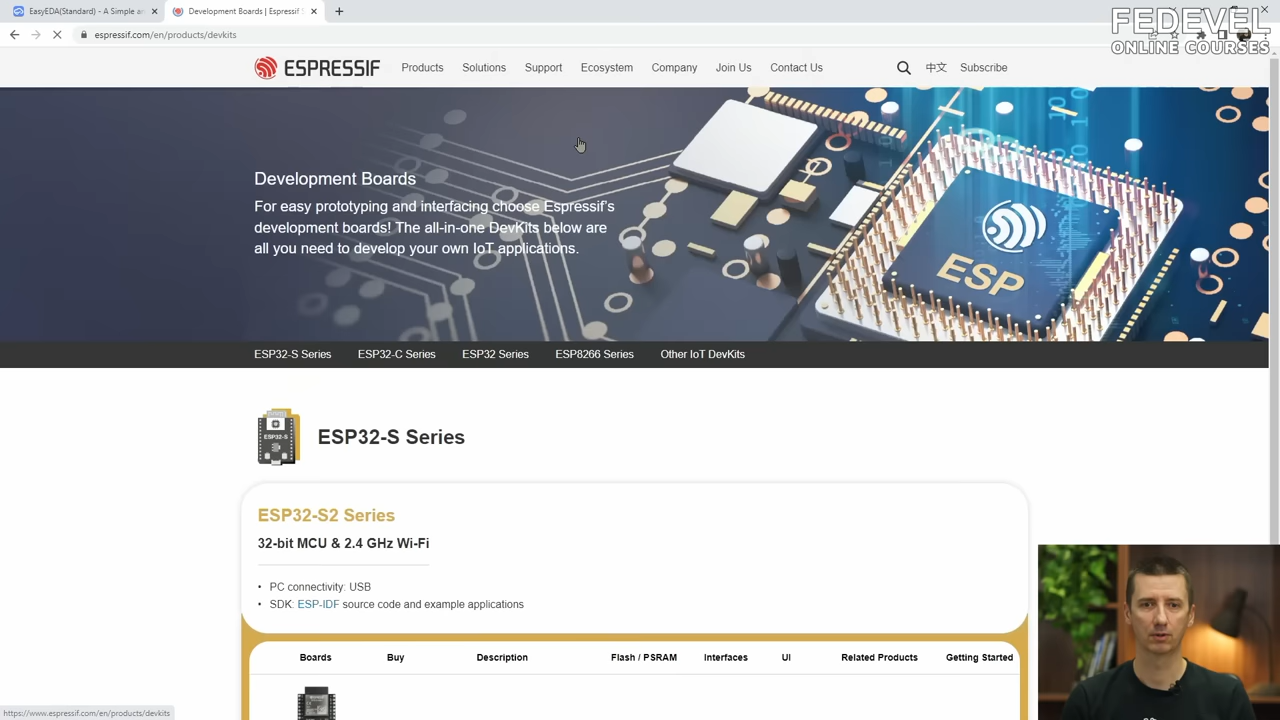 EasyEDA(Standard) - A Simple an
Development Boards | Espressif S
espressif.com/en/products/devkits
FEDEVEL
ONLINE COURSES
ESPRESSIF
Products
Solutions
Support
Ecosystem
Company
Join Us
Contact Us
中文
Subscribe
Development Boards
For easy prototyping and interfacing choose Espressif's
development boards! The all-in-one DevKits below are
all you need to develop your own IoT applications.
ESP
ESP32-S Series
ESP32-C Series
ESP32 Series
ESP8266 Series
Other IoT DevKits
ESP32-S
ESP32-S Series
ESP32-S2 Series
32-bit MCU & 2.4 GHz Wi-Fi
• PC connectivity: USB
• SDK: ESP-IDF source code and example applications
Boards
Buy
Description
Flash / PSRAM
Interfaces
UI
Related Products
Getting Started
https://www.espressif.com/en/products/devkits